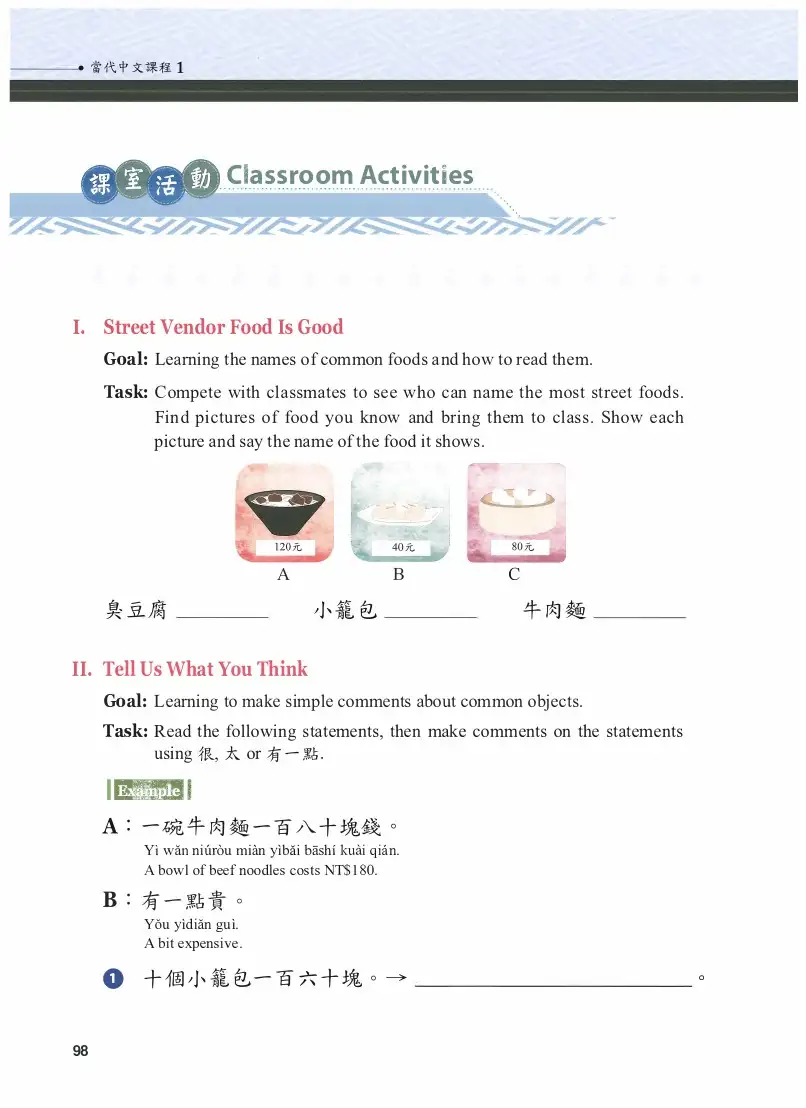 當代中文課程 1
課室活動 Classroom Activities
I. Street Vendor Food Is Good
Goal: Learning the names of common foods and how to read them.
Task: Compete with classmates to see who can name the most street foods.
Find pictures of food you know and bring them to class. Show each
picture and say the name of the food it shows.
120元 40元 80元
A B C
臭豆腐 __________ 小籠包 __________ 牛肉麵 __________
II. Tell Us What You Think
Goal: Learning to make simple comments about common objects.
Task: Read the following statements, then make comments on the statements
using 很, 太 or 有一點.
Example
A：一碗牛肉麵一百八十塊錢。
Yì wǎn niúròu miàn yìbǎi bāshí kuài qián.
A bowl of beef noodles costs NT$180.
B：有一點貴。
Yǒu yìdiǎn guì.
A bit expensive.
1 十個小籠包一百六十塊。→ ______________________________。
98